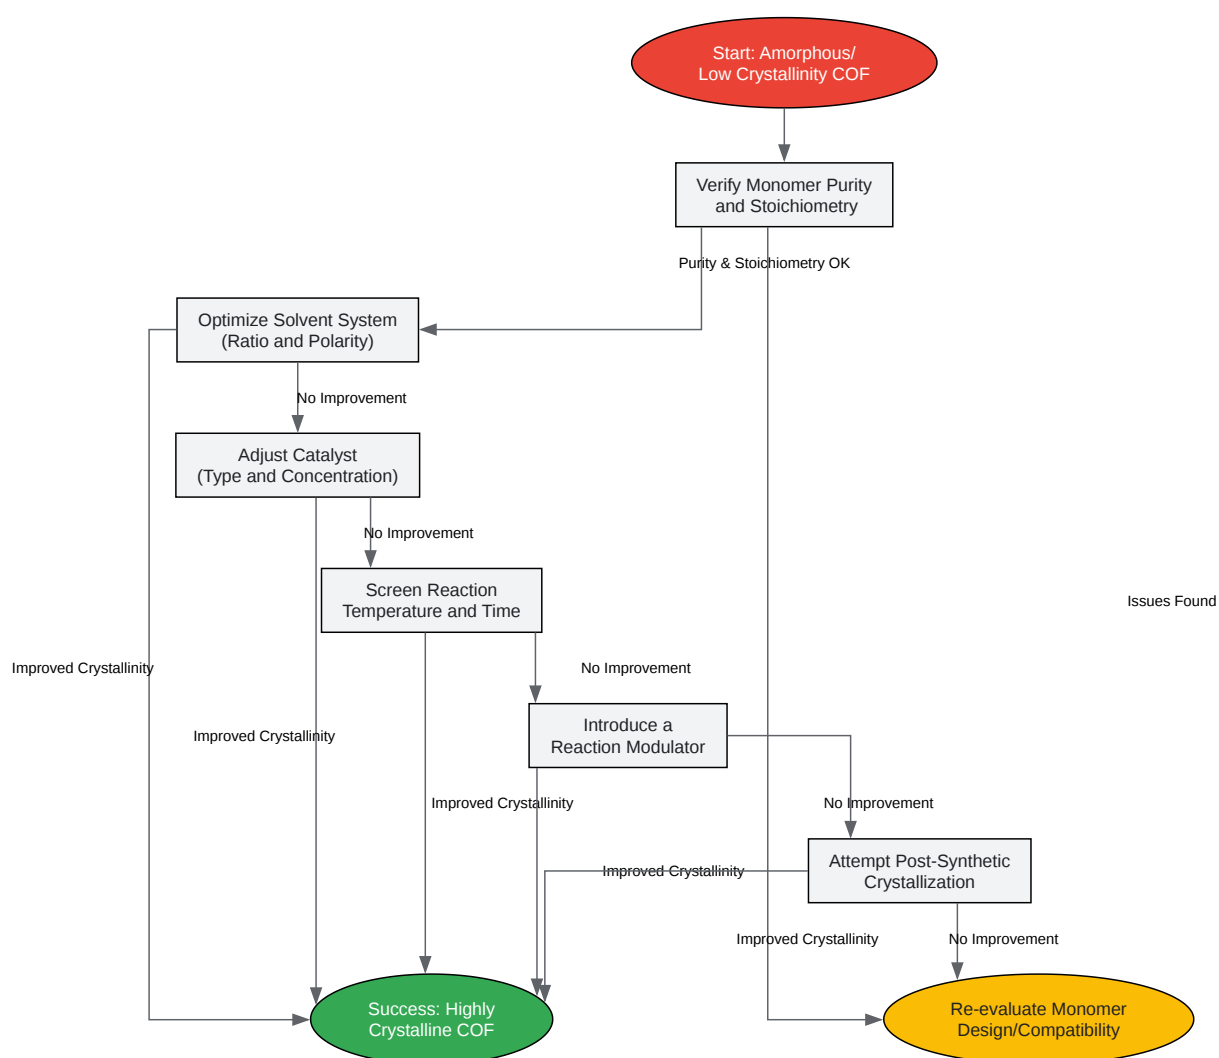 Start: Amorphous/
Low Crystallinity COF
Verify Monomer Purity
and Stoichiometry
Purity & Stoichiometry OK
Optimize Solvent System
(Ratio and Polarity)
No Improvement
Adjust Catalyst
(Type and Concentration)
No Improvement
Screen Reaction
Temperature and Time
Issues Found
Improved Crystallinity
No Improvement
Introduce a
Reaction Modulator
Improved Crystallinity
Improved Crystallinity
No Improvement
Attempt Post-Synthetic
Crystallization
Improved Crystallinity
Improved Crystallinity
No Improvement
Success: Highly
Crystalline COF
Re-evaluate Monomer
Design/Compatibility